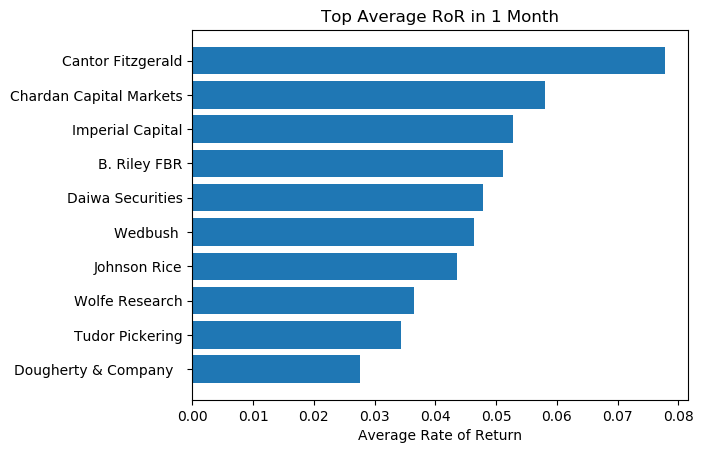 Top Average RoR in 1 Month
Cantor Fitzgerald
Chardan Capital Markets
Imperial Capital
B. Riley FBR
Daiwa Securities
Wedbush
Johnson Rice
Wolfe Research
Tudor Pickering
Dougherty & Company
0.00 0.01 0.02 0.03 0.04 0.05 0.06 0.07 0.08
Average Rate of Return